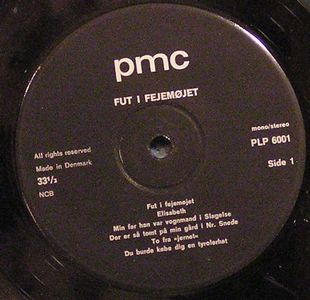 pmc
FUT I FEJEMØJET
mono/stereo
PLP 6001
Side 1
All rights reserved
Made in Denmark
33⅓
NCB
Fut i fejemøjet
Elisabeth
Min far han var vognmand i Slagelse
Der er så tomt på min gård i Nr. Snede
To fra »jernet«
Du burde købe dig en tyrolerhat